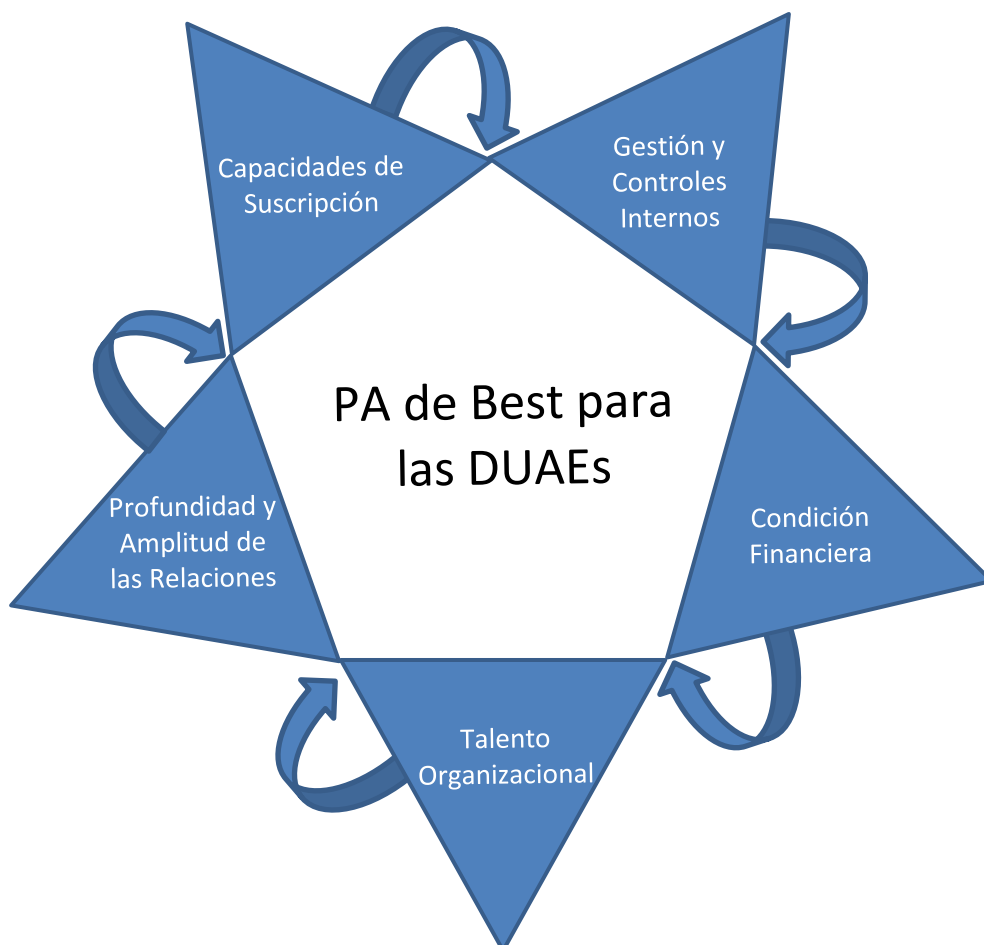 Capacidades de
Suscripción
Gestión y
Controles
Internos
PA de Best para
las DUAEs
Profundidad y
Amplitud de
las Relaciones
Condición
Financiera
Talento
Organizacional